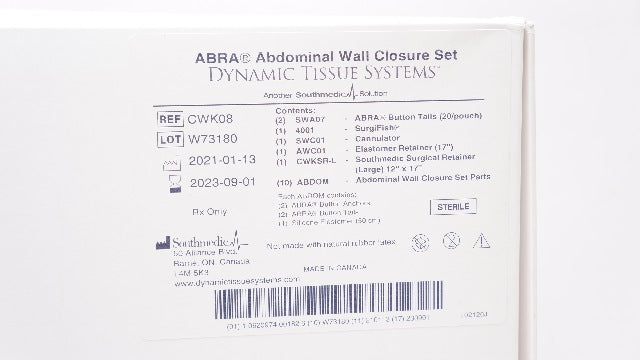 ABRA® Abdominal Wall Closure Set
DYNAMIC TISSUE SYSTEMS™
Another Southmedic Solution
REF CWK08
LOT W73180
2021-01-13
2023-09-01
Rx Only
Contents:
(2) SWA07 - ABRA® Button Tails (20/pouch)
(1) 4001 - SurgiFish®
(1) SWC01 - Cannulator
(1) AWC01 - Elastomer Retainer (17")
(1) CWKSR-L - Southmedic Surgical Retainer
(Large) 12" x 17"
(10) ABDOM - Abdominal Wall Closure Set Parts
Each ABDOM contains:
(2) ABRA® Button Anchors
(2) ABRA® Button Tails
(1) Silicone Elastomer
STERILE
Southmedic
50 Alliance Blvd.
Barrie, ON, Canada
L4M 5K3
www.dynamictissuesystems.com
Not made with natural rubber latex
MADE IN CANADA